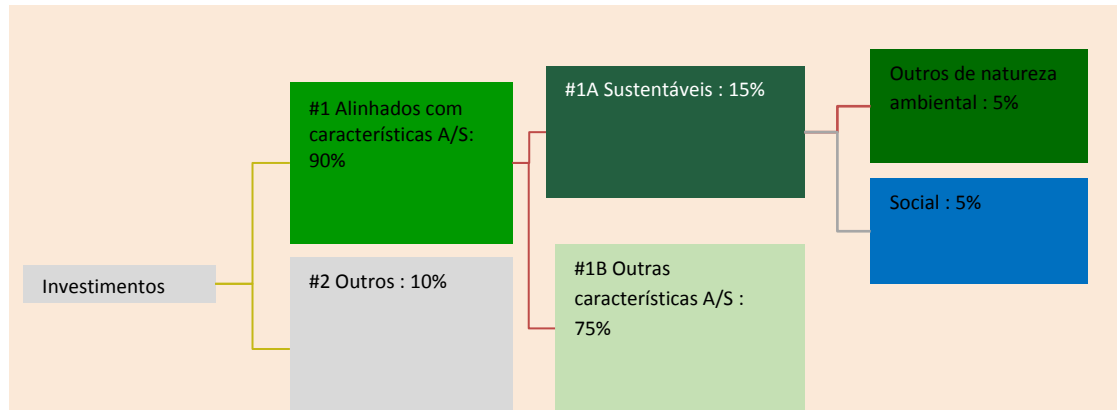 Investimentos
#1 Alinhados com
características A/S:
90%
#2 Outros : 10%
#1A Sustentáveis : 15%
#1B Outras
características A/S :
75%
Outros de natureza
ambiental : 5%
Social : 5%